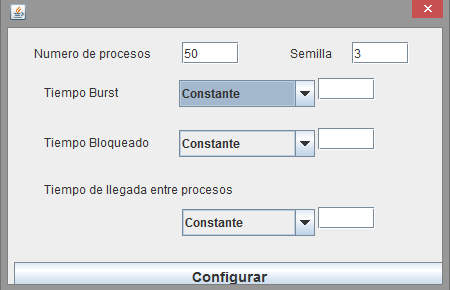 Numero de procesos 50 Semilla 3
Tiempo Burst Constante
Tiempo Bloqueado Constante
Tiempo de llegada entre procesos
Constante
Configurar